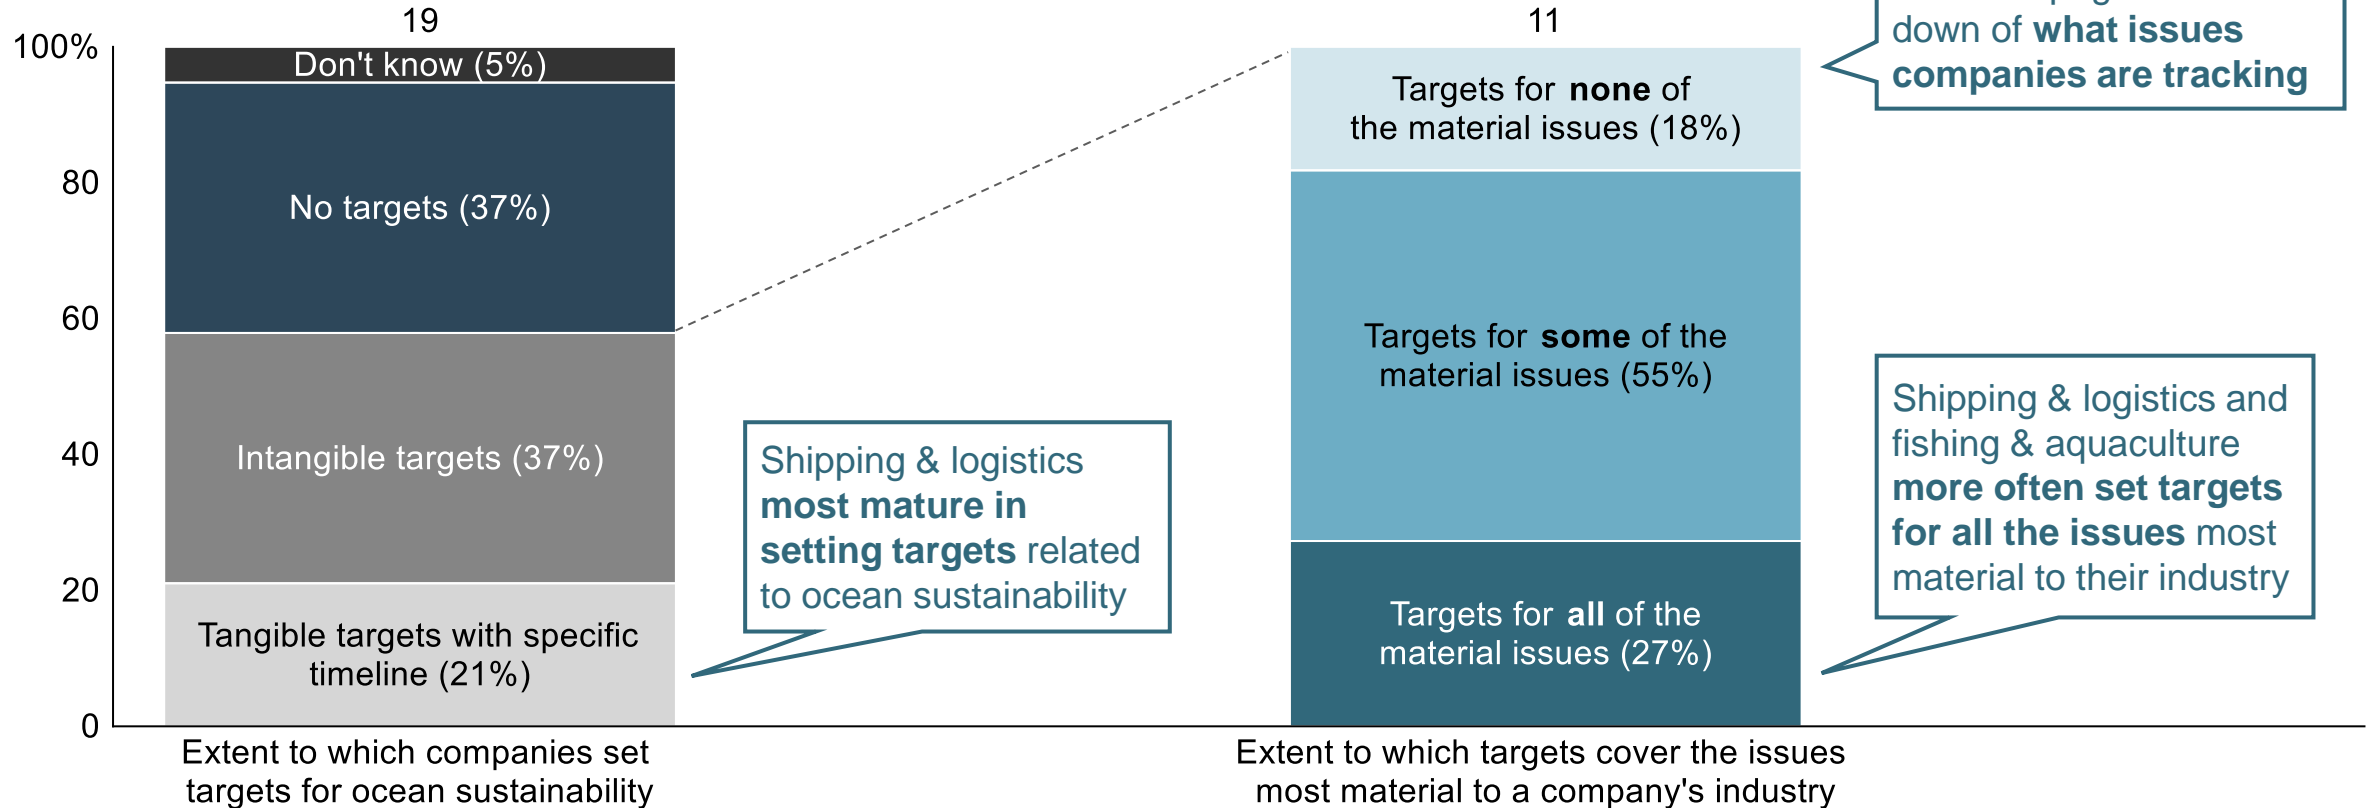 19
100%
Don't know (5%)
No targets (37%)
80
60
Intangible targets (37%)
40
20
Tangible targets with specific
timeline (21%)
0
Extent to which companies set
targets for ocean sustainability
Shipping & logistics
most mature in
setting targets related
to ocean sustainability
11
Targets for none of
the material issues (18%)
Targets for some of the
material issues (55%)
Targets for all of the
material issues (27%)
Extent to which targets cover the issues
most material to a company's industry
down of what issues
companies are tracking
Shipping & logistics and
fishing & aquaculture
more often set targets
for all the issues most
material to their industry